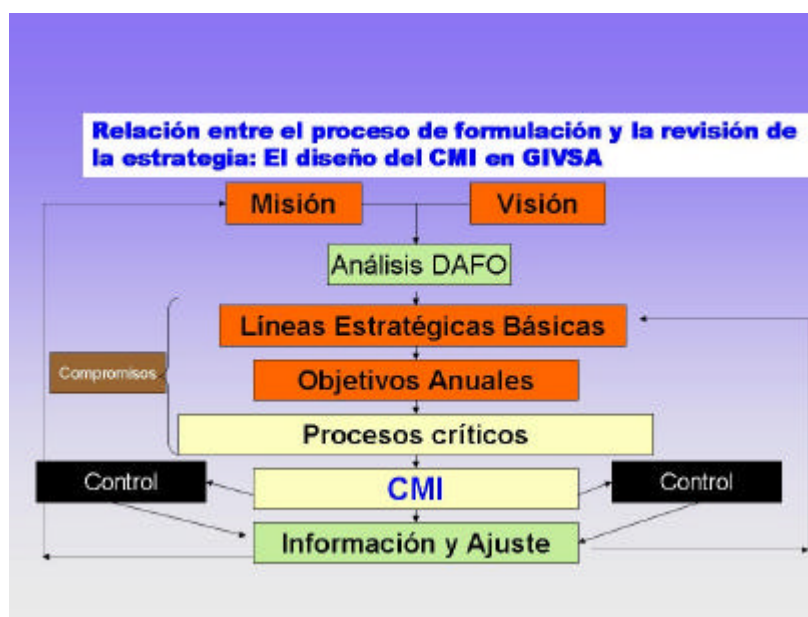 Relación entre el proceso de formulación y la revisión de
la estrategia: El diseño del CMI en GIVSA
Misión
Visión
Análisis DAFO
Líneas Estratégicas Básicas
Compromisos
Objetivos Anuales
Procesos críticos
Control
CMI
Control
Información y Ajuste